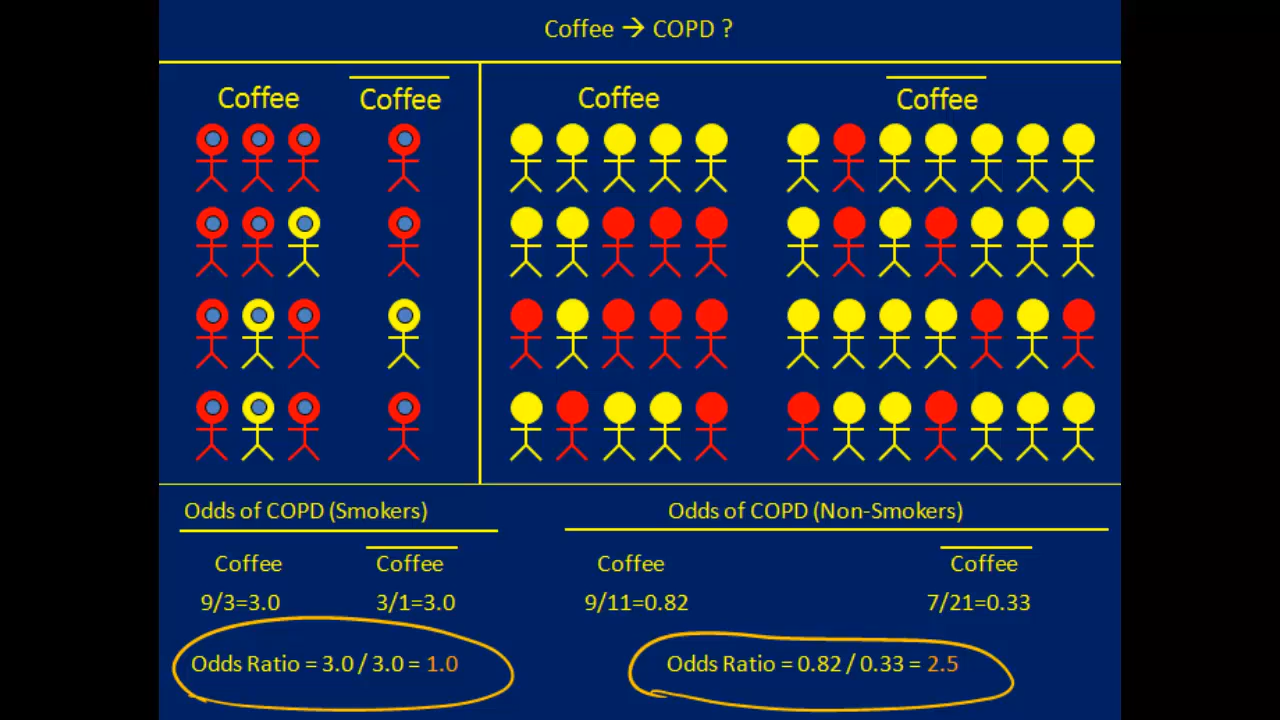 Coffee → COPD ?
Coffee Coffee Coffee Coffee
Odds of COPD (Smokers) Odds of COPD (Non-Smokers)
Coffee Coffee Coffee Coffee
9/3=3.0 3/1=3.0 9/11=0.82 7/21=0.33
Odds Ratio = 3.0 / 3.0 = 1.0 Odds Ratio = 0.82 / 0.33 = 2.5